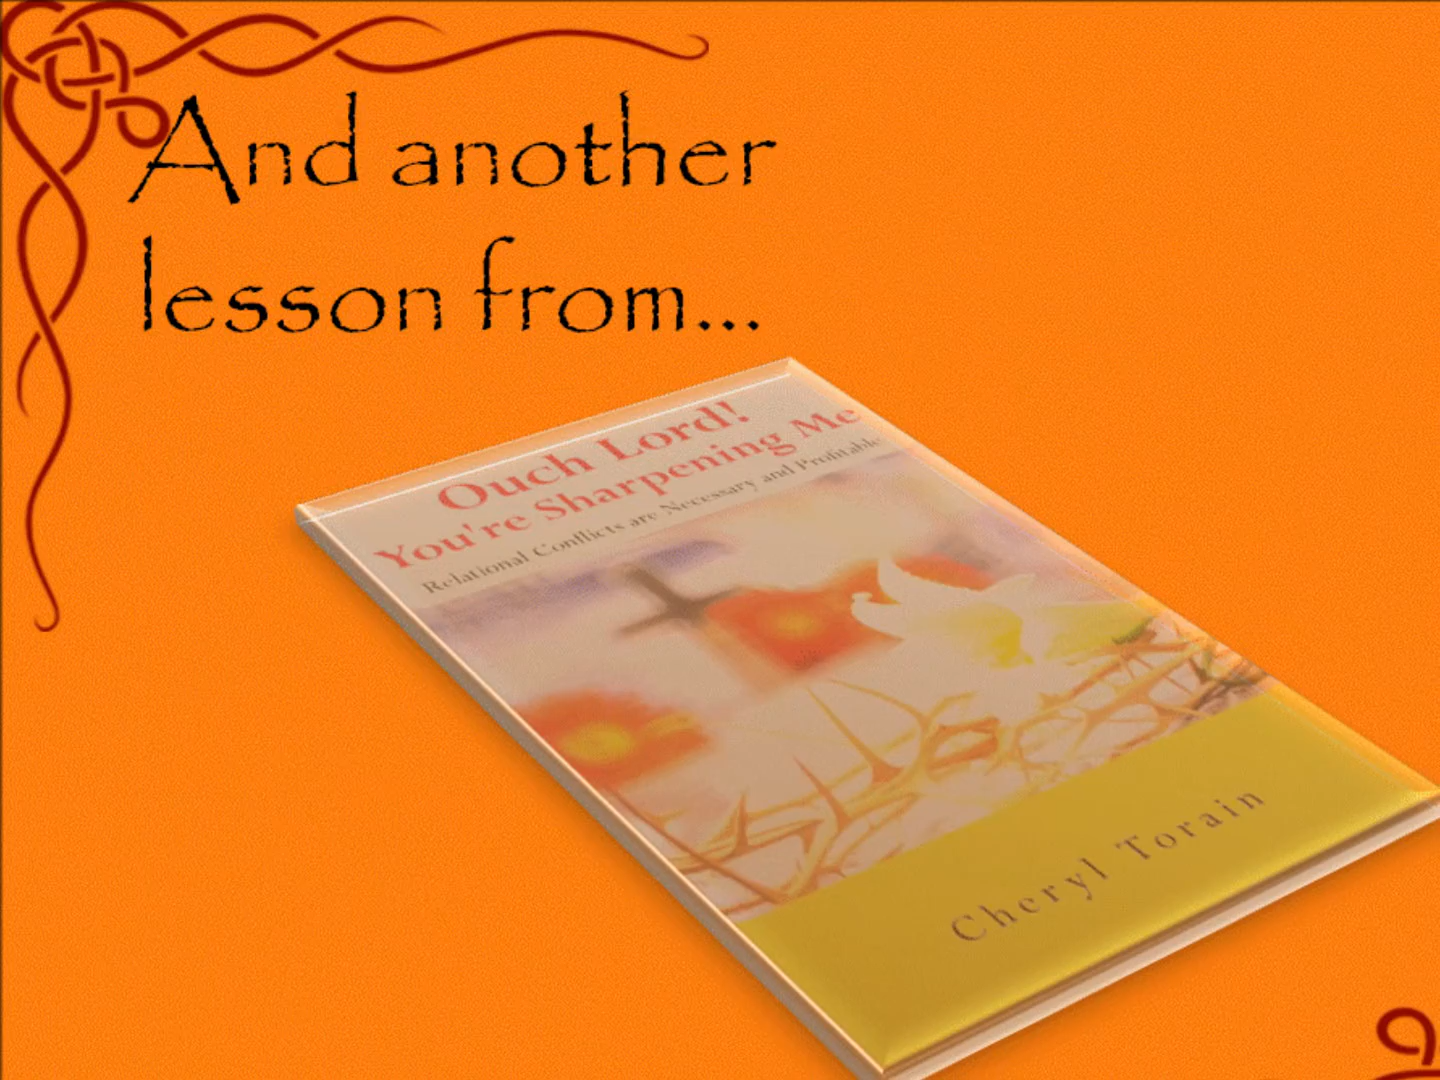 And another
lesson from...
Ouch Lord!
You're Sharpening Me
Relational Conflicts are Necessary and Profitable
Cheryl Torain